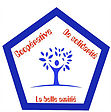 Coopérative De solidarité
La belle amitié